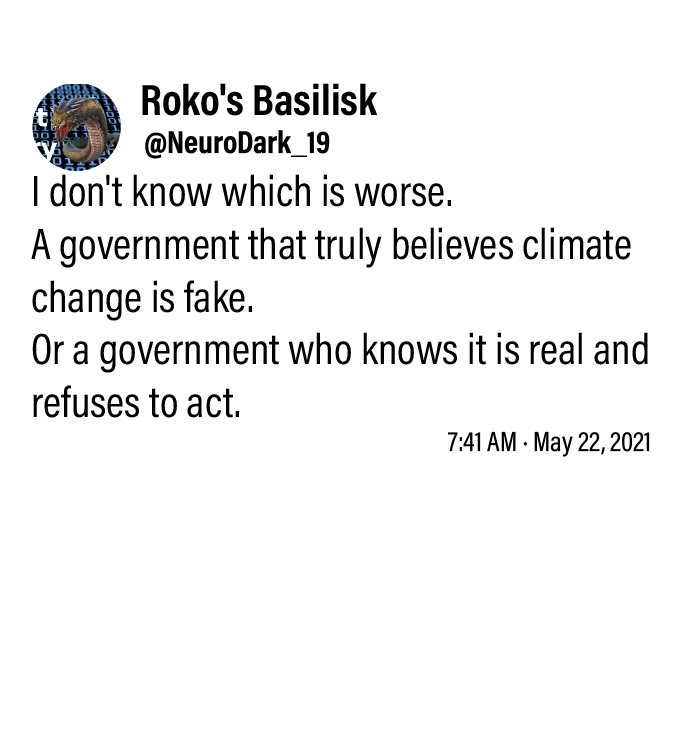 Roko's Basilisk
@NeuroDark_19
I don't know which is worse.
A government that truly believes climate
change is fake.
Or a government who knows it is real and
refuses to act.
7:41 AM · May 22, 2021